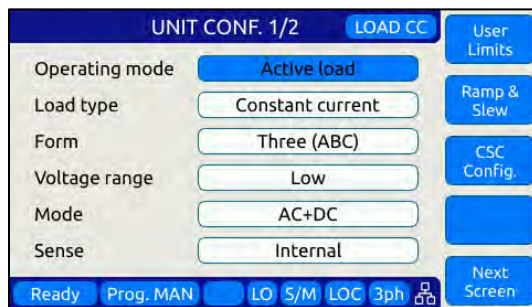 UNIT CONF. 1/2 LOAD CC
User
Limits
Operating mode Active load
Load type Constant current
Ramp &
Slew
Form Three (ABC)
CSC
Config.
Voltage range Low
Mode AC+DC
Sense Internal
Next
Screen
Ready Prog. MAN LO S/M LOC 3ph